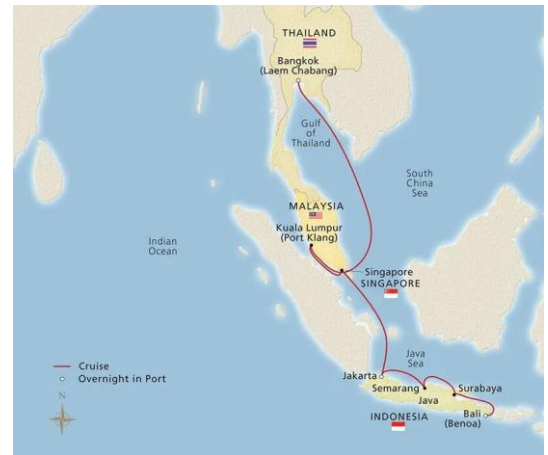 THAILAND
Bangkok
(Laem Chabang)
Gulf
of
Thailand
South
China
Sea
MALAYSIA
Kuala Lumpur
(Port Klang)
Indian
Ocean
Singapore
SINGAPORE
Java
Sea
Cruise
Overnight in Port
Jakarta
Semarang
Surabaya
Java
Bali
(Benoa)
INDONESIA
N